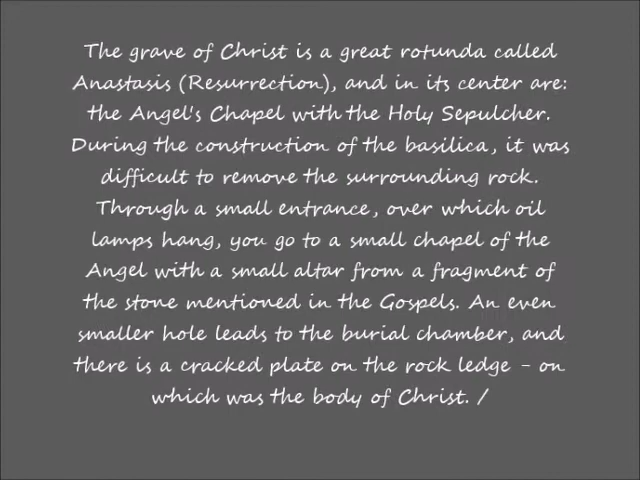 The grave of Christ is a great rotunda called
Anastasis (Resurrection), and in its center are:
the Angel's Chapel with the Holy Sepulcher.
During the construction of the basilica, it was
difficult to remove the surrounding rock.
Through a small entrance, over which oil
lamps hang, you go to a small chapel of the
Angel with a small altar from a fragment of
the stone mentioned in the Gospels. An even
smaller hole leads to the burial chamber, and
there is a cracked plate on the rock ledge - on
which was the body of Christ. /